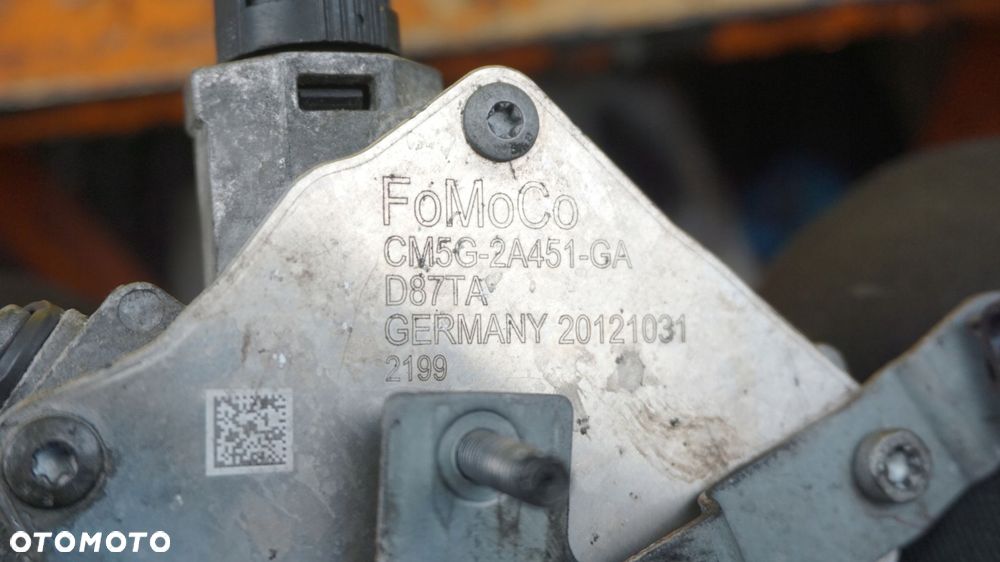 FoMoCo
CM5G-2A451-GA
D87TA
GERMANY 20121031
2199
OTOMOTO